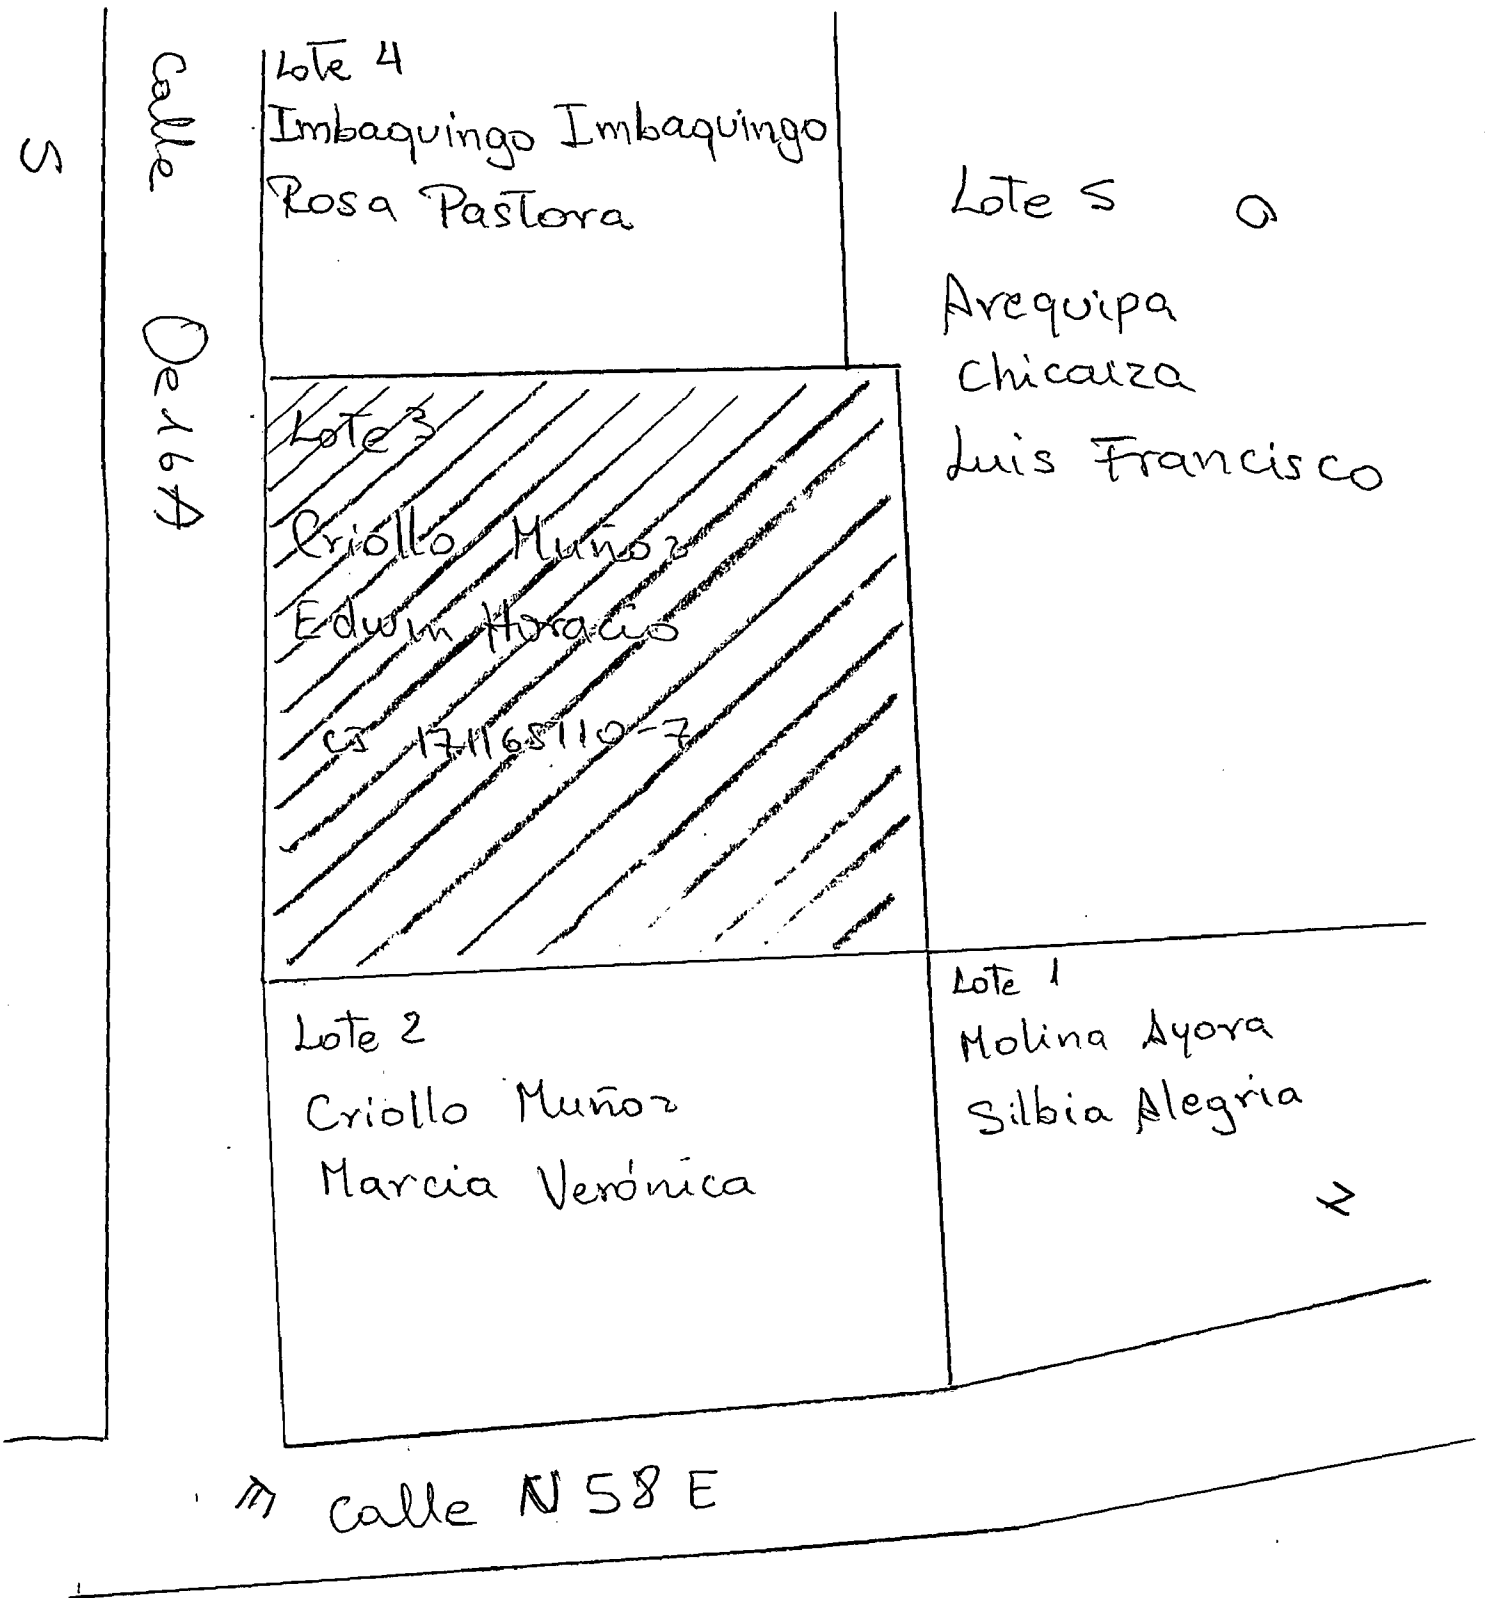 S
Calle Oe16A
Lote 4
Imbaquingo Imbaquingo
Rosa Pastora
Lote 5
O
Arequipa
Chicaiza
Luis Francisco
Lote 3
Criollo Muñoz
Edwin Horacio
CI 171165110-7
Lote 2
Criollo Muñoz
Marcia Verónica
Lote 1
Molina Ayora
Silbia Alegria
N
E
Calle N58E